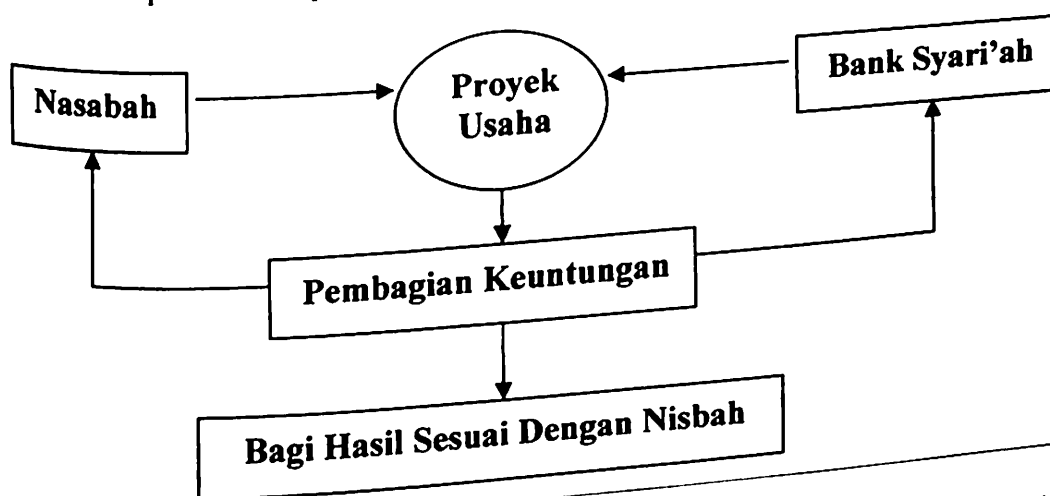 Nasabah
Proyek
Usaha
Bank Syari'ah
Pembagian Keuntungan
Bagi Hasil Sesuai Dengan Nisbah